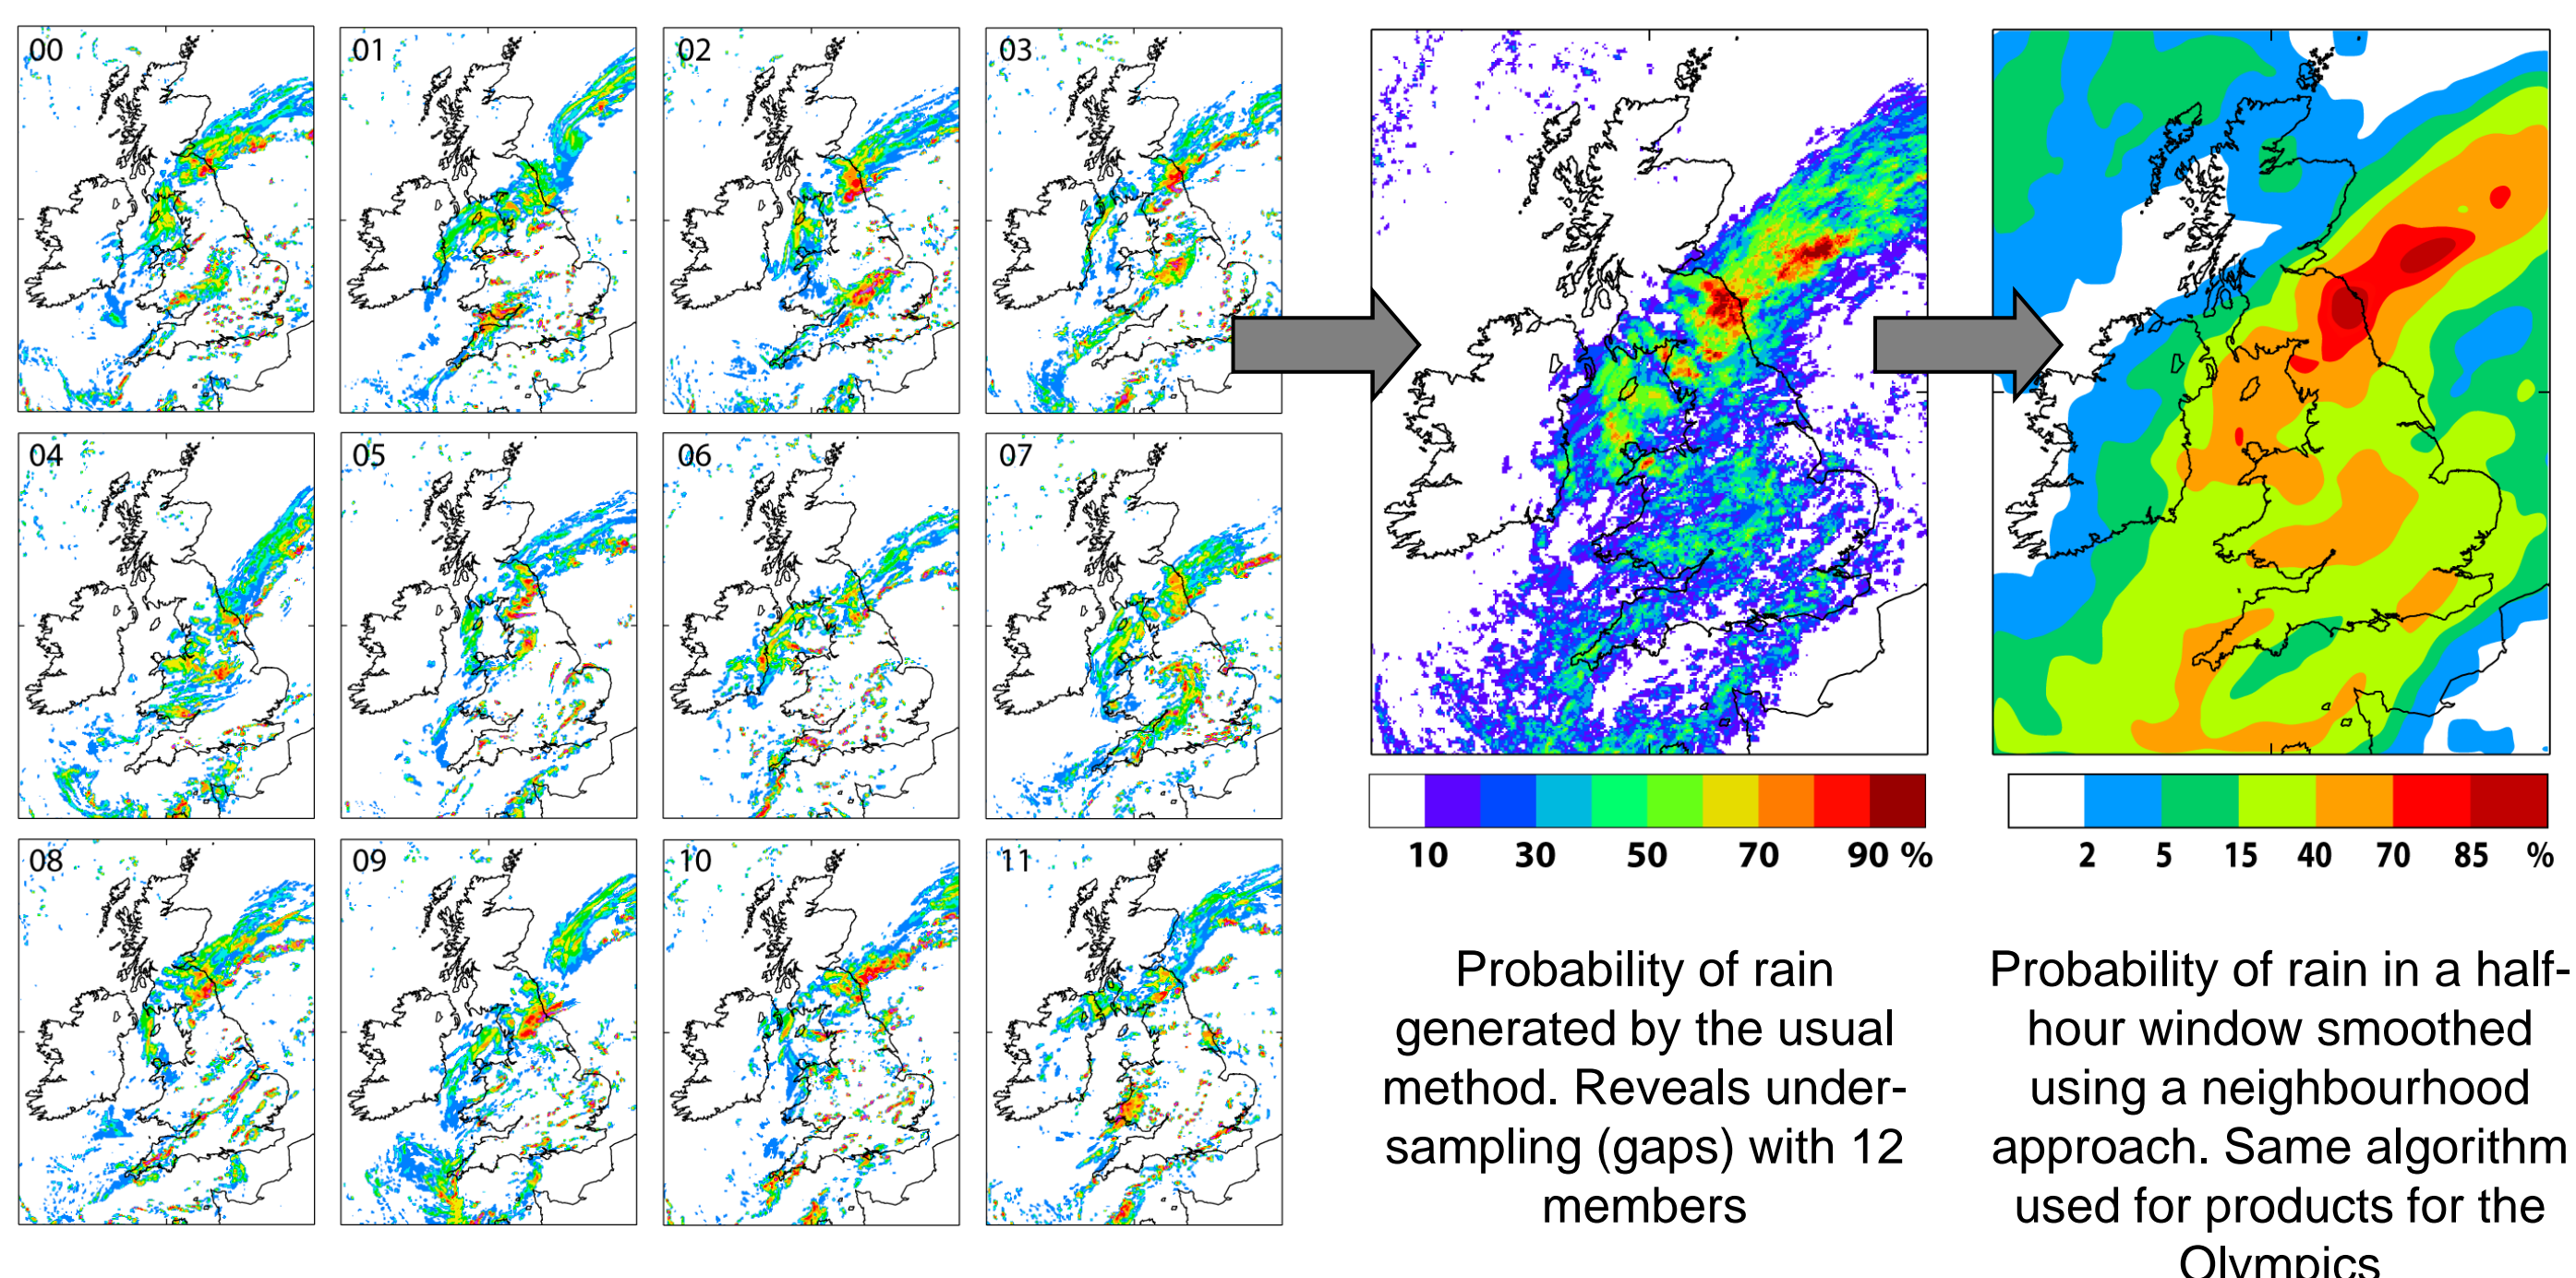 00
01
02
03
04
05
06
07
08
09
10
11
10 30 50 70 90 %
2 5 15 40 70 85 %
Probability of rain
generated by the usual
method. Reveals under-
sampling (gaps) with 12
members
Probability of rain in a half-
hour window smoothed
using a neighbourhood
approach. Same algorithm
used for products for the
Olympics